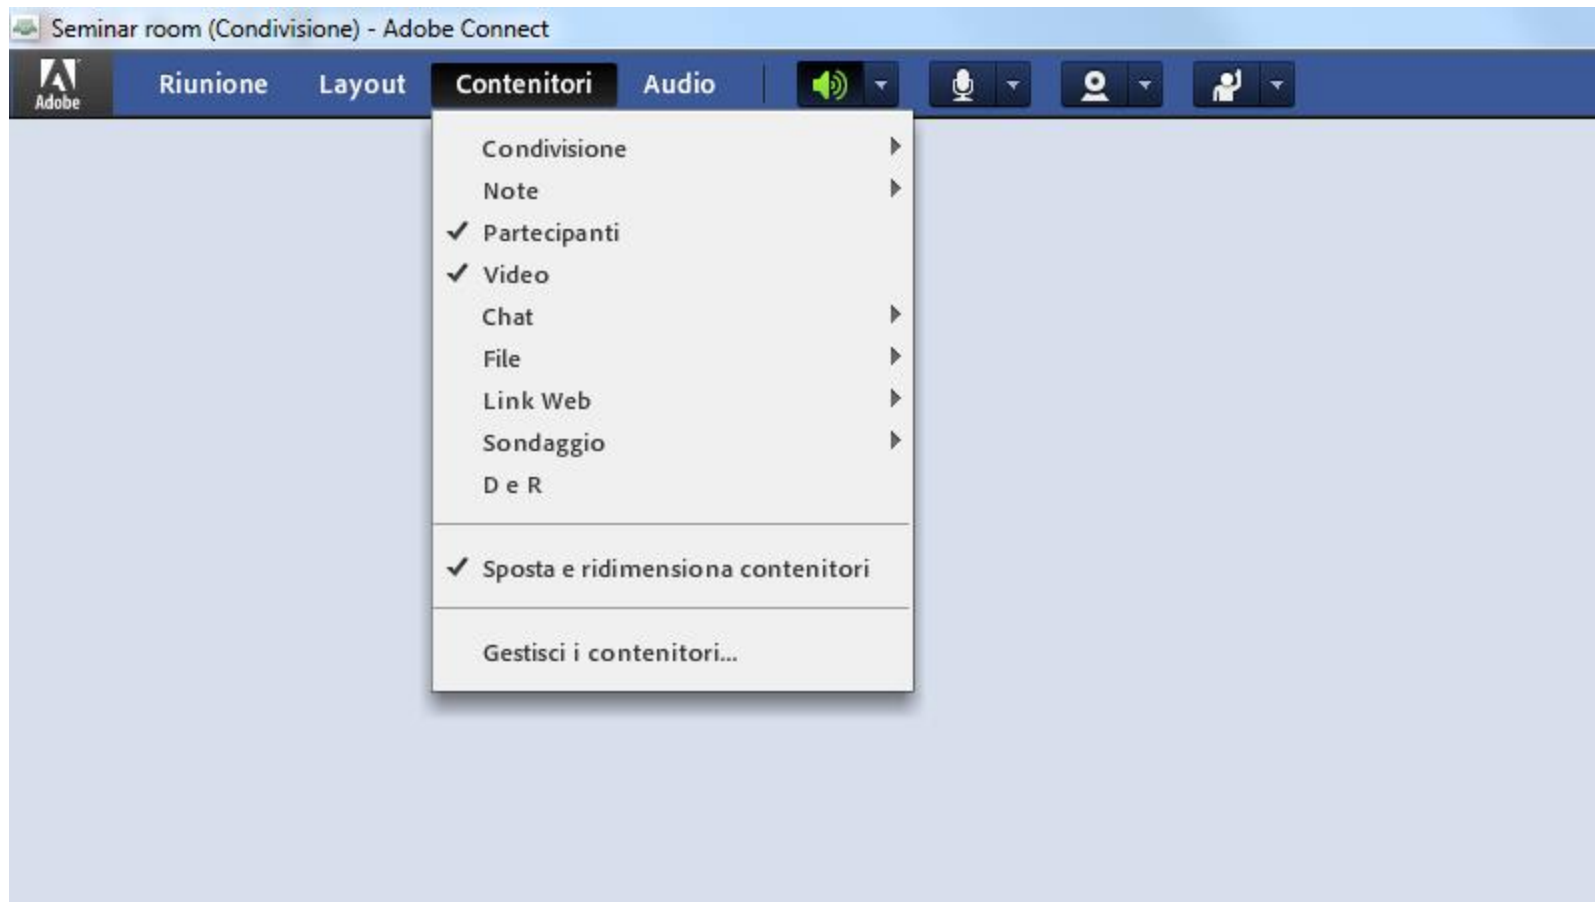 Seminar room (Condivisione) - Adobe Connect
Adobe Riunione Layout Contenitori Audio
Condivisione
Note
Partecipanti
Video
Chat
File
Link Web
Sondaggio
D e R
Sposta e ridimensiona contenitori
Gestisci i contenitori...